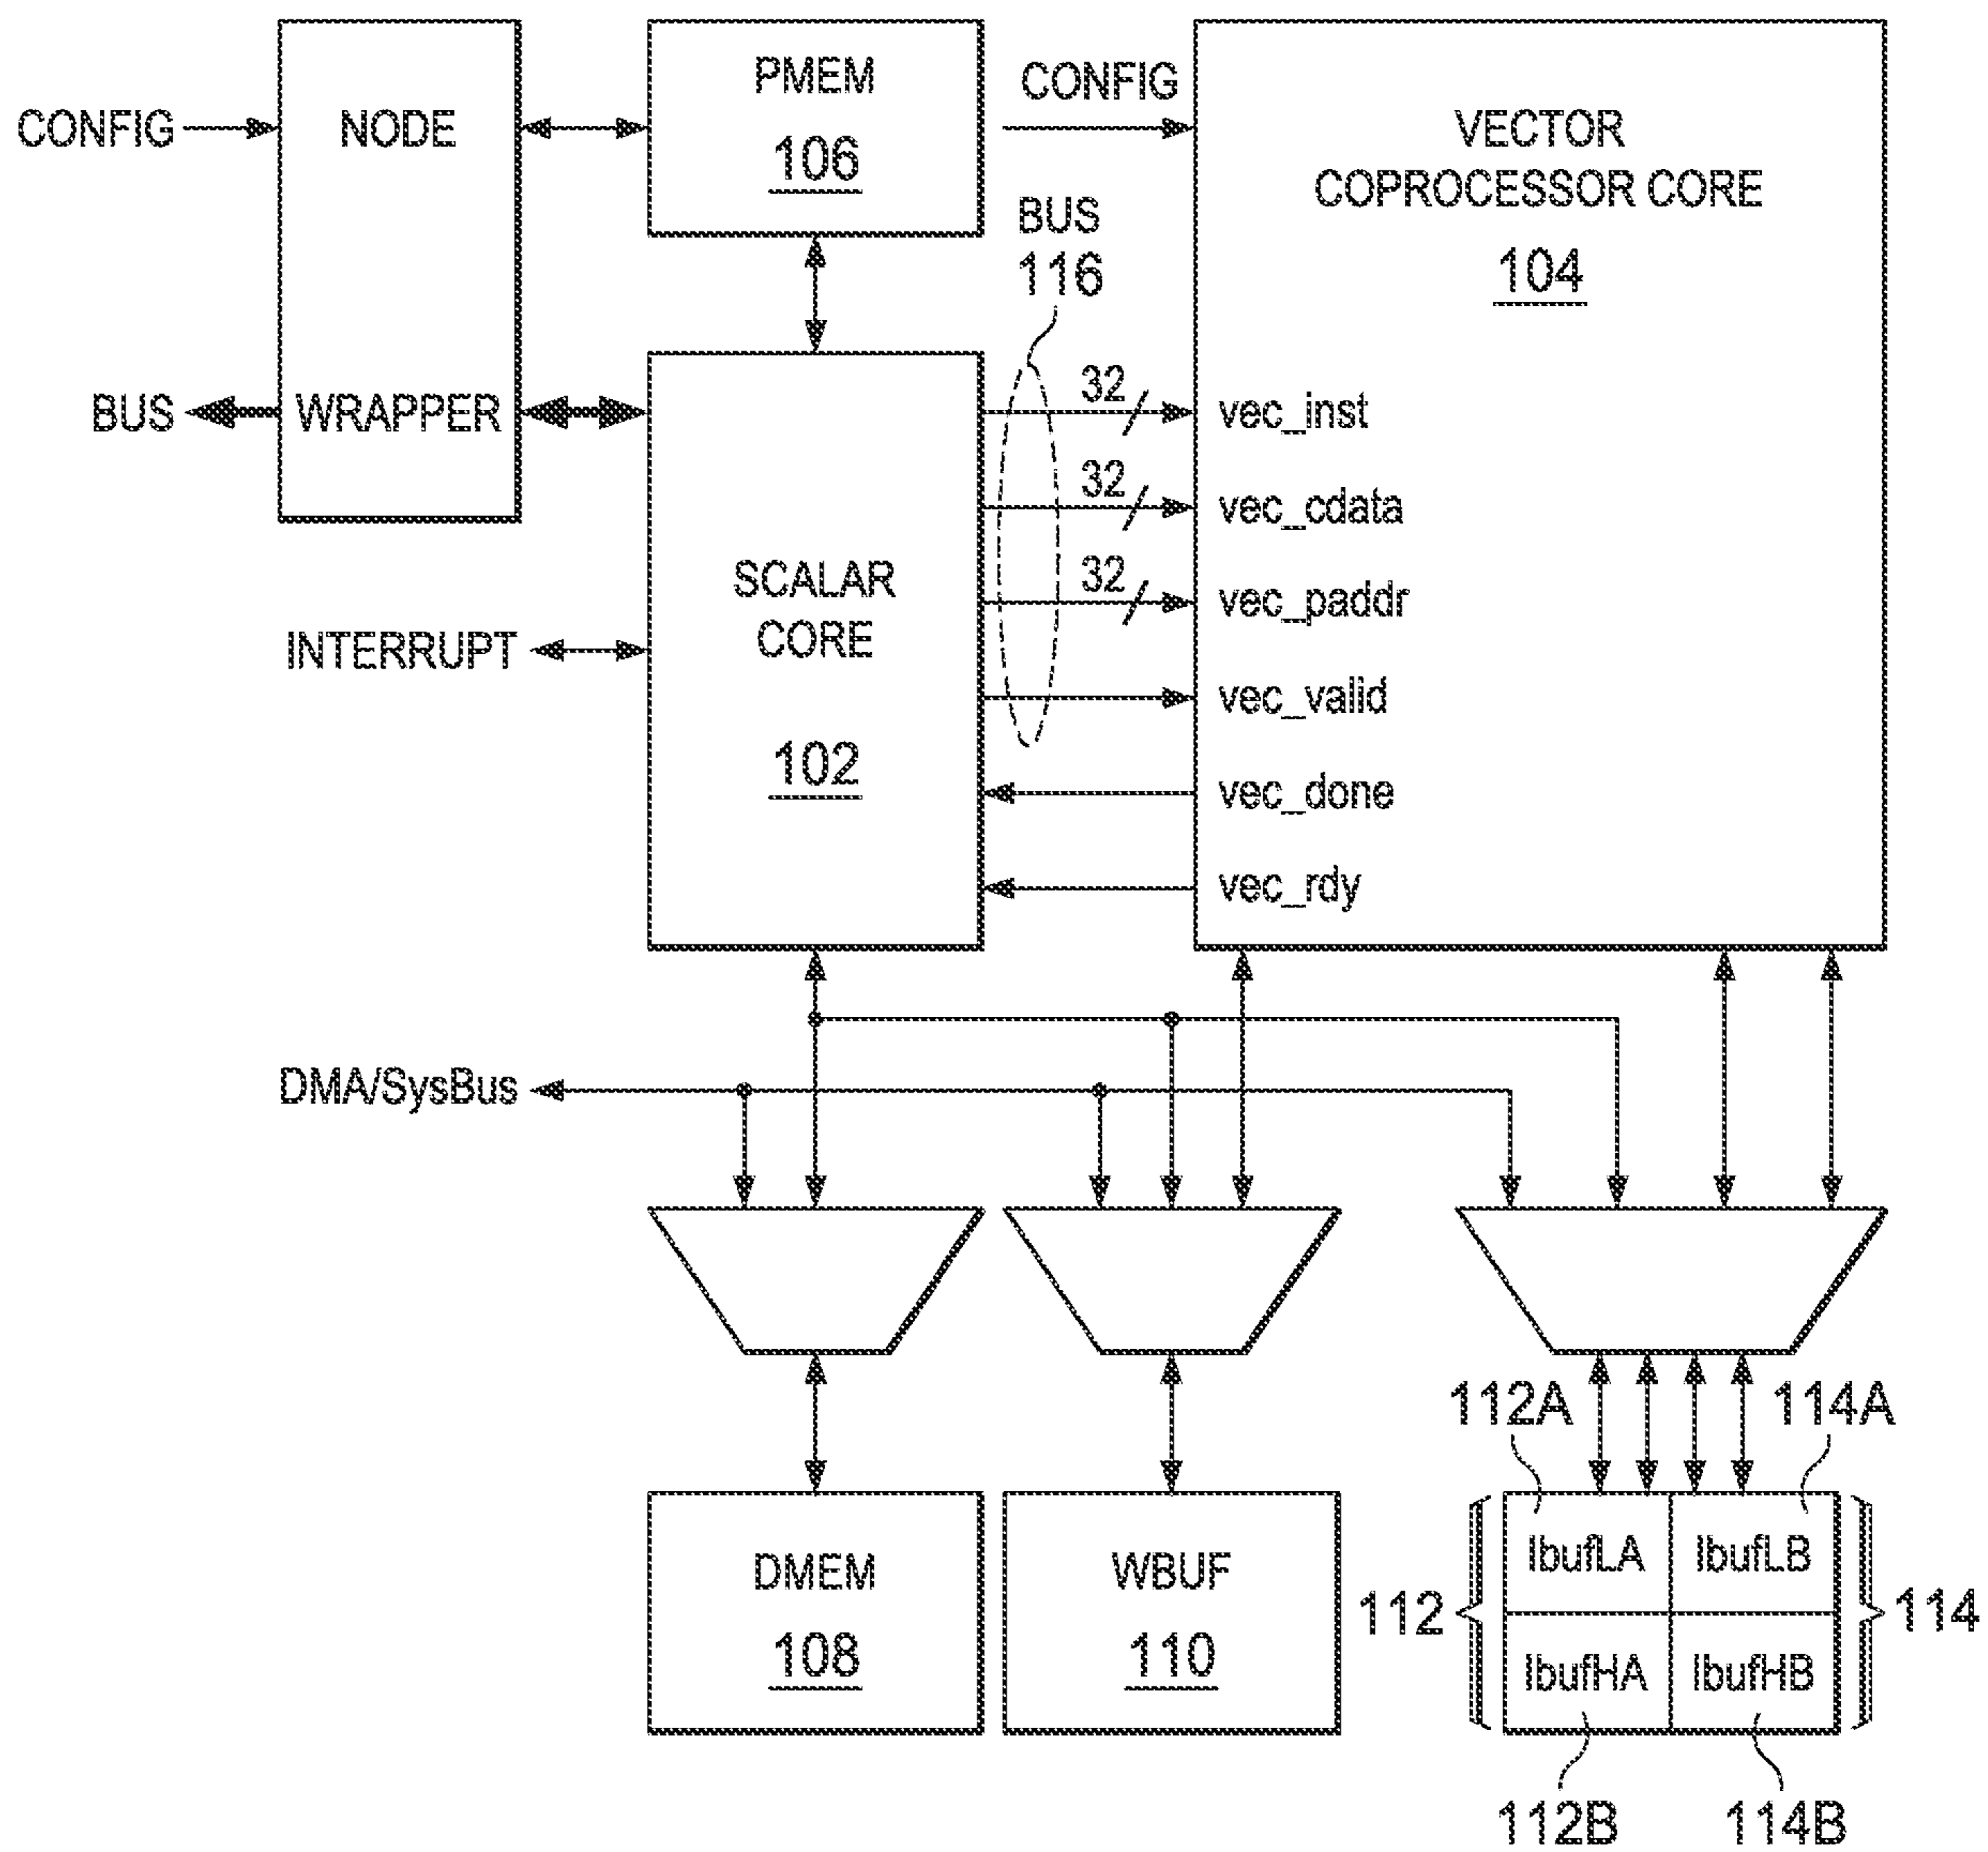 CONFIG
NODE
WRAPPER
BUS
PMEM
106
CONFIG
BUS
116
VECTOR
COPROCESSOR CORE
104
SCALAR
CORE
102
INTERRUPT
32
vec_inst
32
vec_cdata
32
vec_paddr
vec_valid
vec_done
vec_rdy
DMA/SysBus
DMEM
108
WBUF
110
112A
114A
112
IbufLA
IbufLB
IbufHA
IbufHB
114
112B
114B